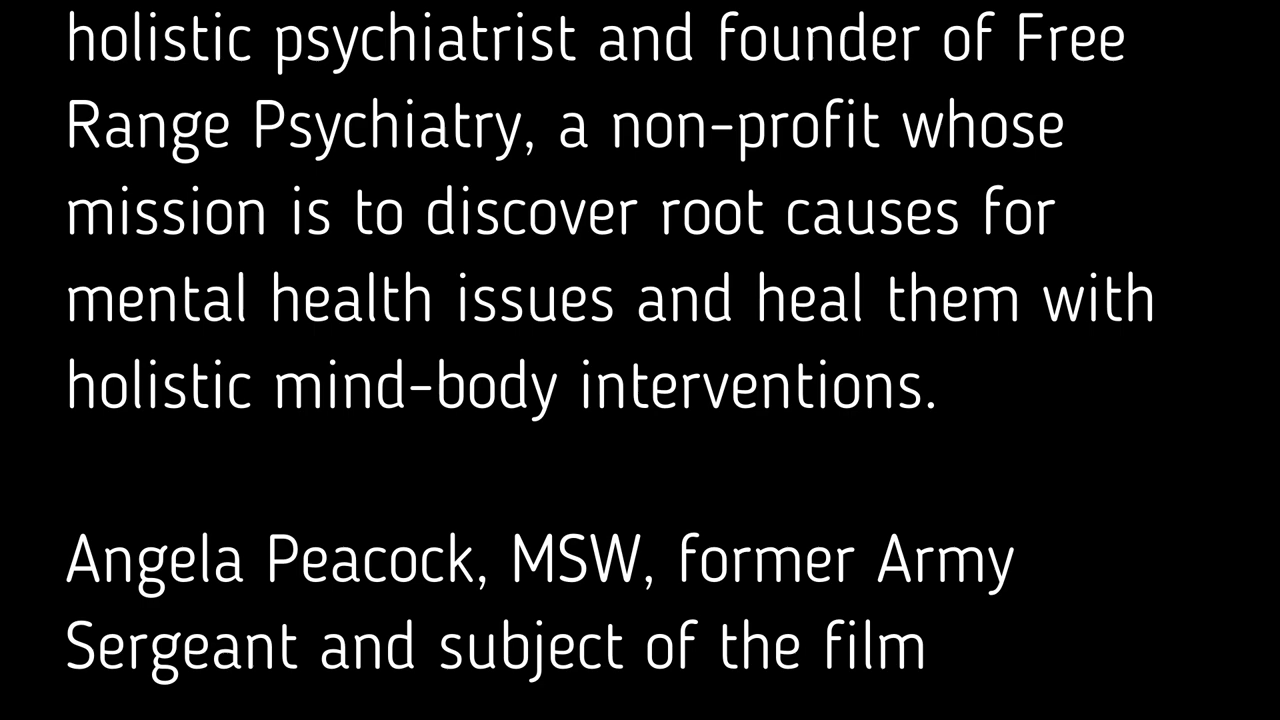 holistic psychiatrist and founder of Free
Range Psychiatry, a non-profit whose
mission is to discover root causes for
mental health issues and heal them with
holistic mind-body interventions.
Angela Peacock, MSW, former Army
Sergeant and subject of the film